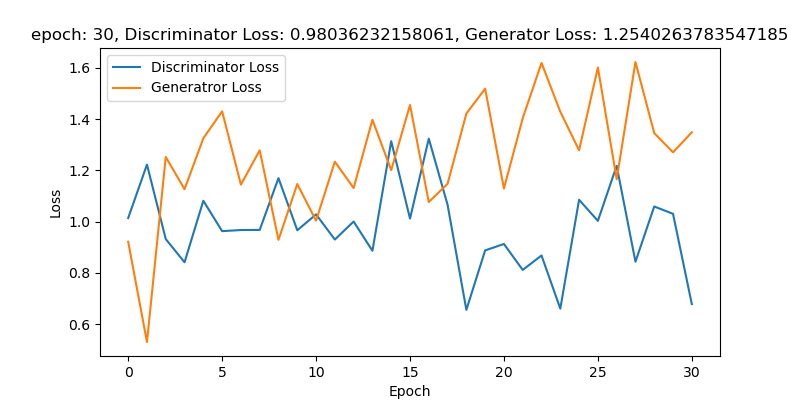 epoch: 30, Discriminator Loss: 0.98036232158061, Generator Loss: 1.2540263783547185
Discriminator Loss
Generatror Loss
1.6
1.4
1.2
1.0
0.8
0.6
Loss
0 5 10 15 20 25 30
Epoch